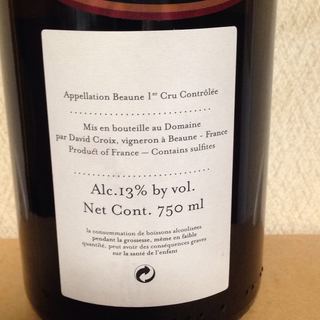 Appellation Beaune 1er Cru Contrôlée
Mis en bouteille au Domaine
par David Croix, vigneron à Beaune - France
Product of France — Contains sulfites
Alc.13% by vol.
Net Cont. 750 ml
la consommation de boissons alcoolisées
pendant la grossesse, même en faible
quantité, peut avoir des conséquences graves
sur la santé de l'enfant